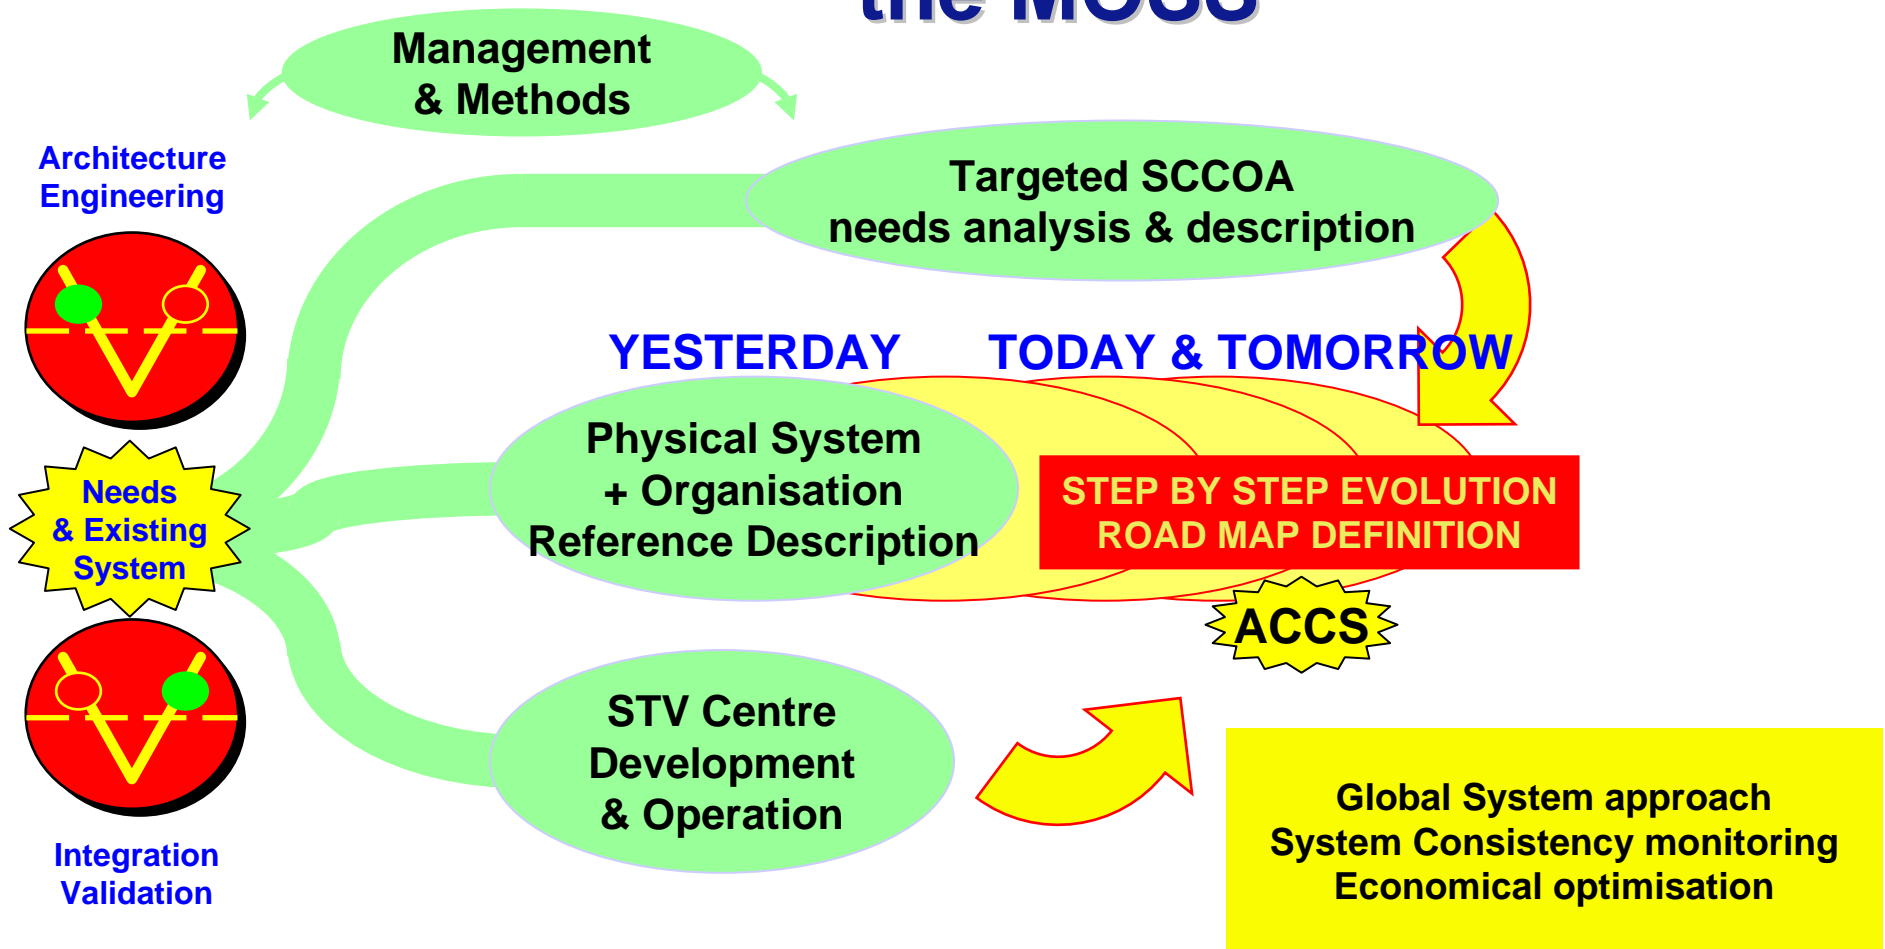 the MOSS
Management
& Methods
Architecture
Engineering
Targeted SCCOA
needs analysis & description
YESTERDAY
TODAY & TOMORROW
Physical System
+ Organisation
Reference Description
STEP BY STEP EVOLUTION
ROAD MAP DEFINITION
Needs
& Existing
System
ACCS
STV Centre
Development
& Operation
Integration
Validation
Global System approach
System Consistency monitoring
Economical optimisation